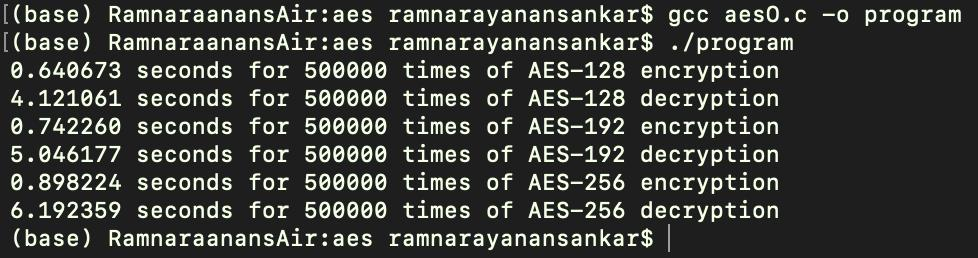 [(base) RamnaraanansAir:aes ramnarayanansankar$ gcc aesO.c -o program
[(base) RamnaraanansAir:aes ramnarayanansankar$ ./program
0.640673 seconds for 500000 times of AES-128 encryption
4.121061 seconds for 500000 times of AES-128 decryption
0.742260 seconds for 500000 times of AES-192 encryption
5.046177 seconds for 500000 times of AES-192 decryption
0.898224 seconds for 500000 times of AES-256 encryption
6.192359 seconds for 500000 times of AES-256 decryption
(base) RamnaraanansAir:aes ramnarayanansankar$